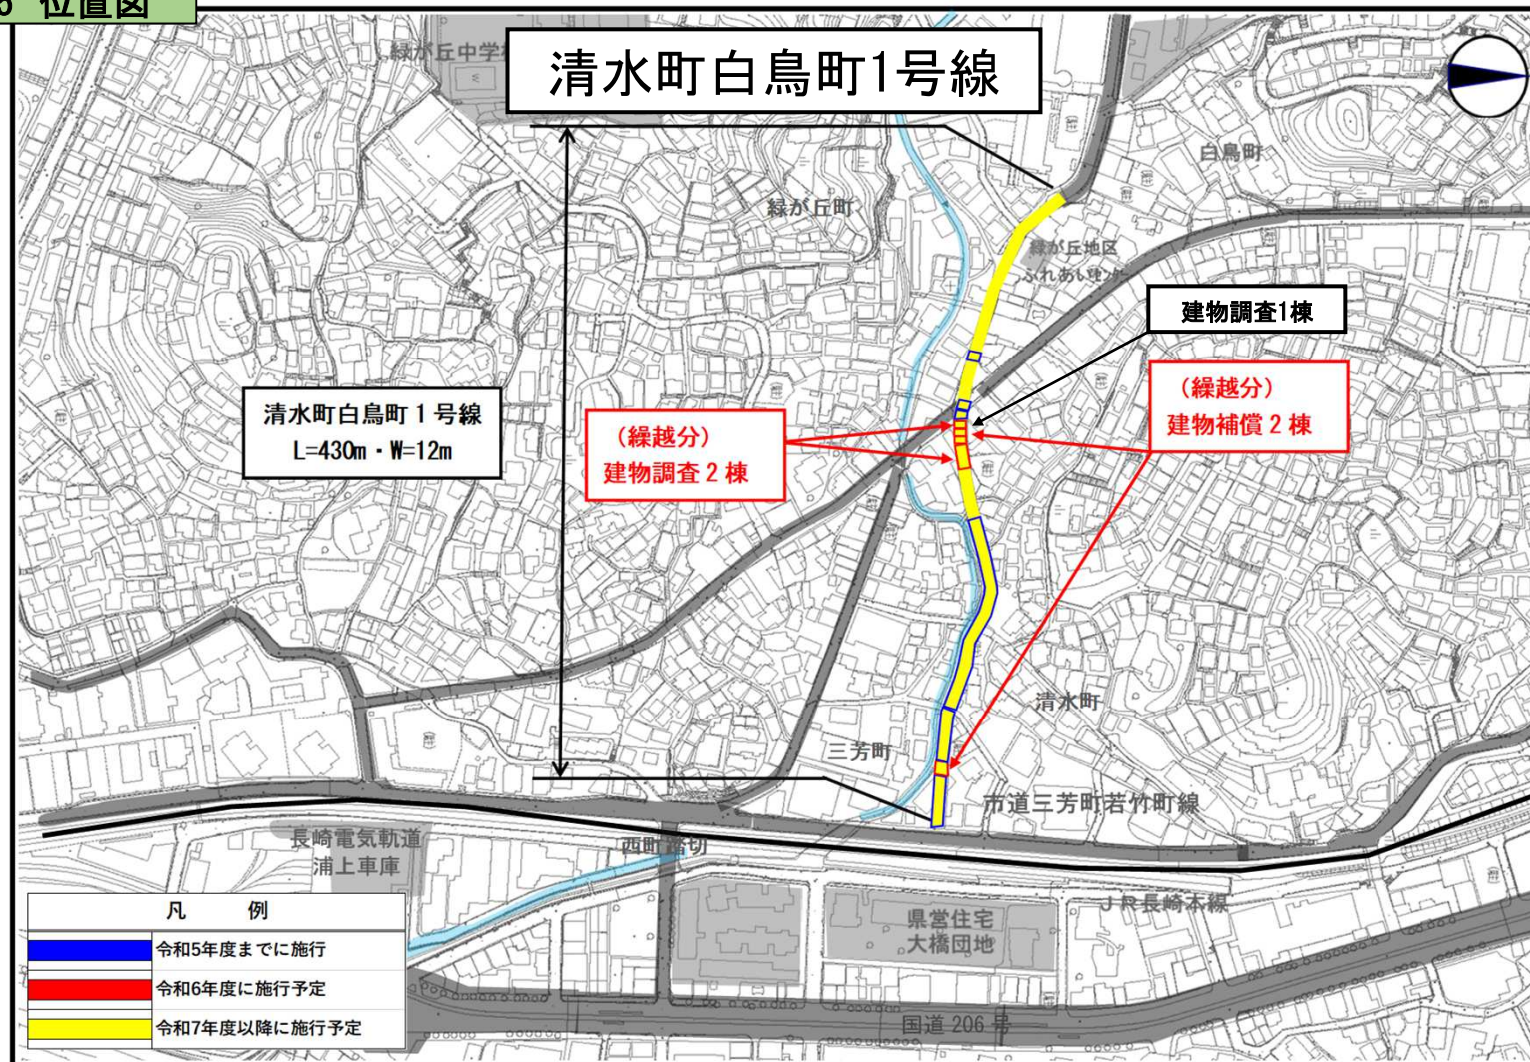 位置図
清水町白鳥町1号線
緑が丘中学
白鳥町
緑が丘町
緑が丘地区
ふれあいセンター
建物調査1棟
(繰越分)
建物補償2棟
清水町白鳥町1号線
L=430m・W=12m
(繰越分)
建物調査2棟
清水町
三芳町
市道三芳町若竹町線
長崎電気軌道
浦上車庫
西町踏切
JR長崎本線
県営住宅
大橋団地
国道206号
凡 例
令和5年度までに施行
令和6年度に施行予定
令和7年度以降に施行予定